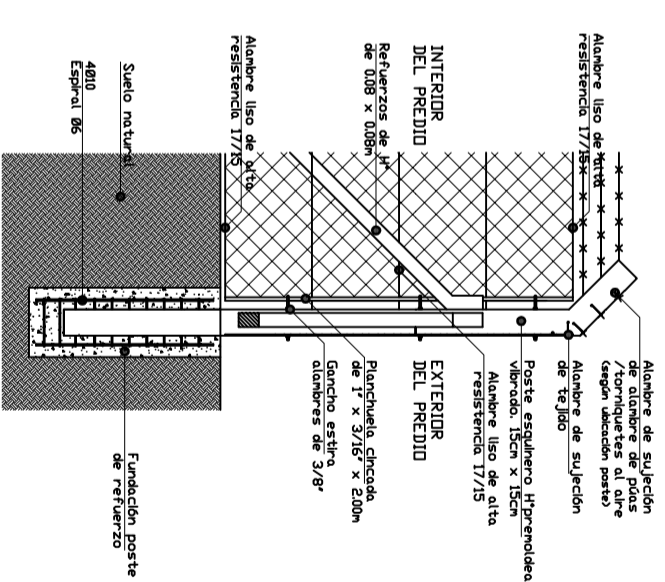 Alambre liso de alta
resistencia 17/15
INTERIOR
DEL PREDIO
Refuerzos de Hº
de 0.08 x 0.08m
Alambre liso de alta
resistencia 17/15
Suelo natural
4Ø10
Espiral Ø6
Alambre de sujeción
de alambre de púas
/torniquetes al aire
(según ubicación poste)
Alambre de sujeción
de tejido
Poste esquinero Hºpremoldea
vibrado. 15cm x 15cm
Alambre liso de alta
resistencia 17/15
EXTERIOR
DEL PREDIO
Planchuela cincada
de 1" x 3/16" x 2.00m
Gancho estira
alambres de 3/8"
Fundación poste
de refuerzo